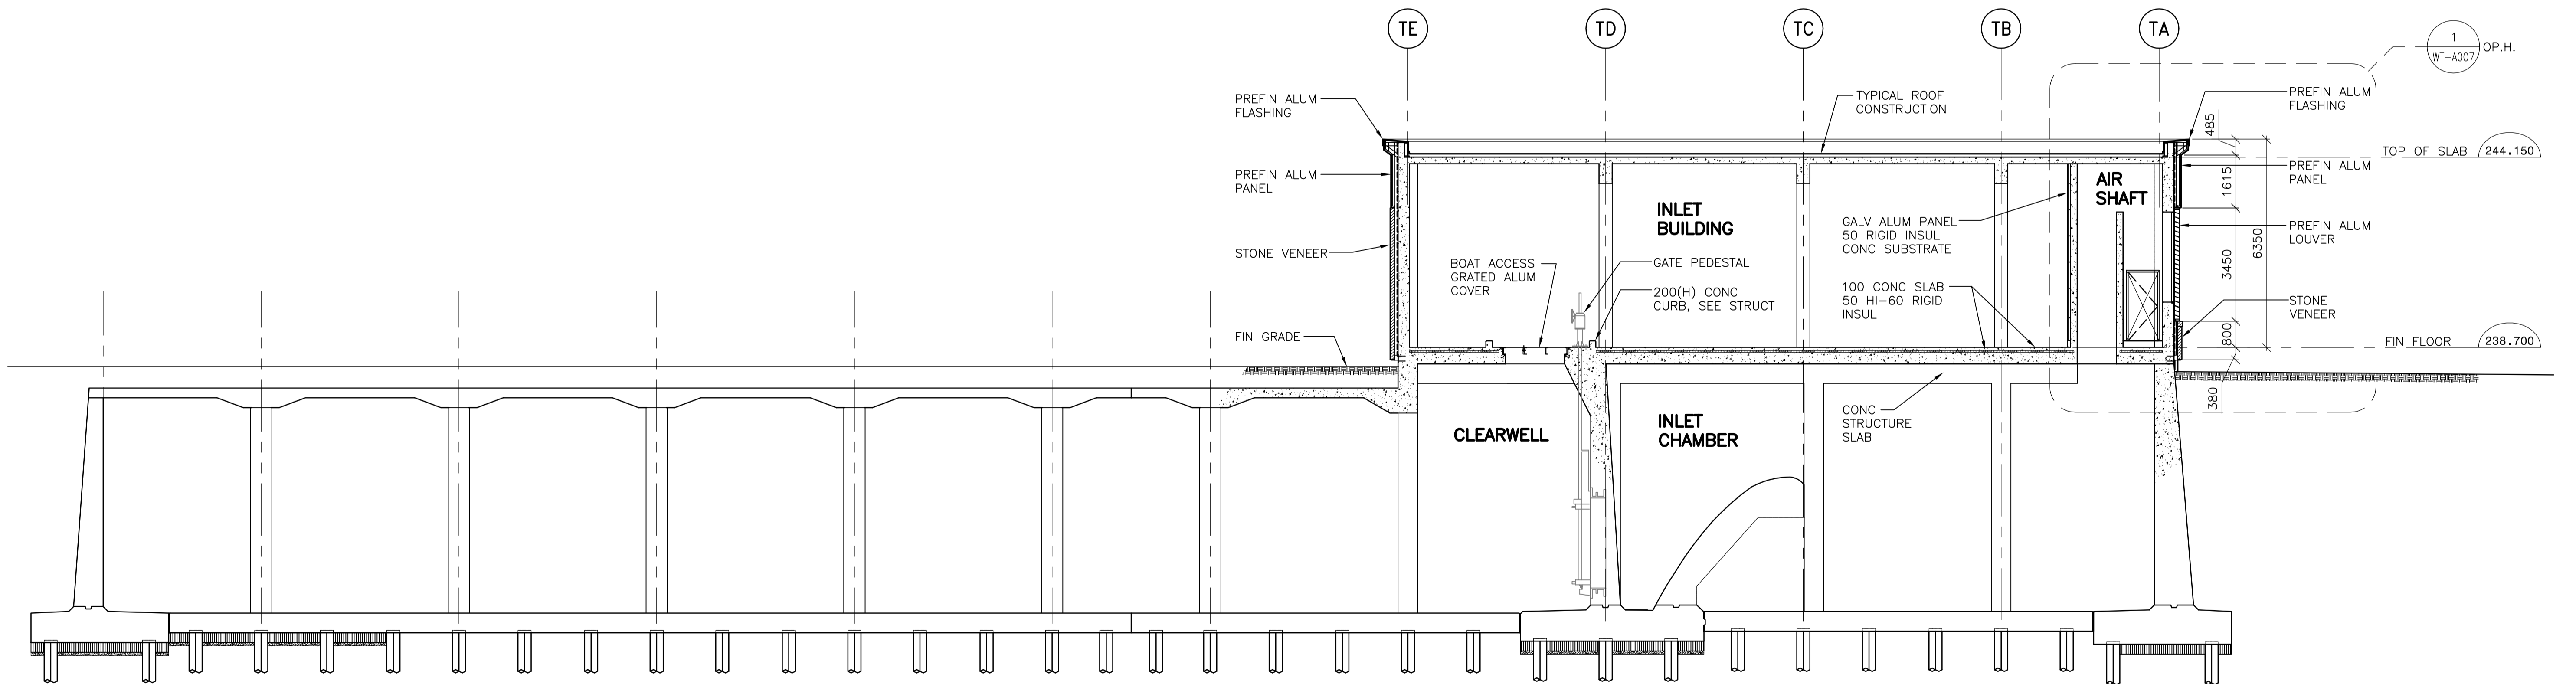 TE
TD
TC
TB
TA
1
WT-A007
OP.H.
PREFIN ALUM
FLASHING
TYPICAL ROOF
CONSTRUCTION
PREFIN ALUM
FLASHING
485
TOP OF SLAB
244.150
PREFIN ALUM
PANEL
AIR
SHAFT
1615
PREFIN ALUM
PANEL
INLET
BUILDING
GALV ALUM PANEL
50 RIGID INSUL
CONC SUBSTRATE
PREFIN ALUM
LOUVER
STONE VENEER
BOAT ACCESS
GRATED ALUM
COVER
GATE PEDESTAL
3450
6350
200(H) CONC
CURB, SEE STRUCT
100 CONC SLAB
50 HI-60 RIGID
INSUL
STONE
VENEER
FIN GRADE
800
FIN FLOOR
238.700
380
CLEARWELL
INLET
CHAMBER
CONC
STRUCTURE
SLAB